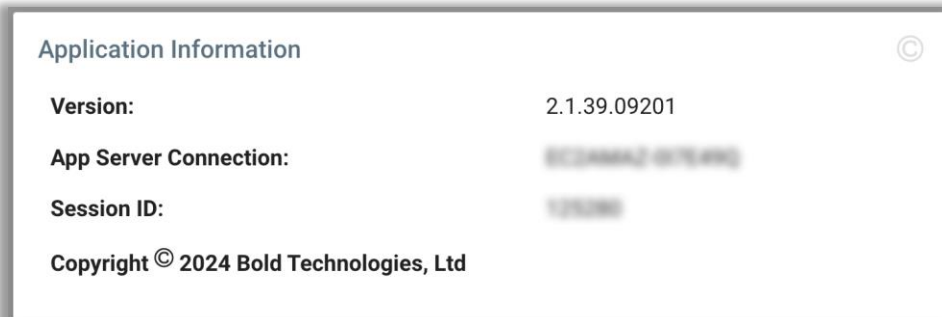 Application Information ©
Version: 2.1.39.09201
App Server Connection:
Session ID:
Copyright © 2024 Bold Technologies, Ltd